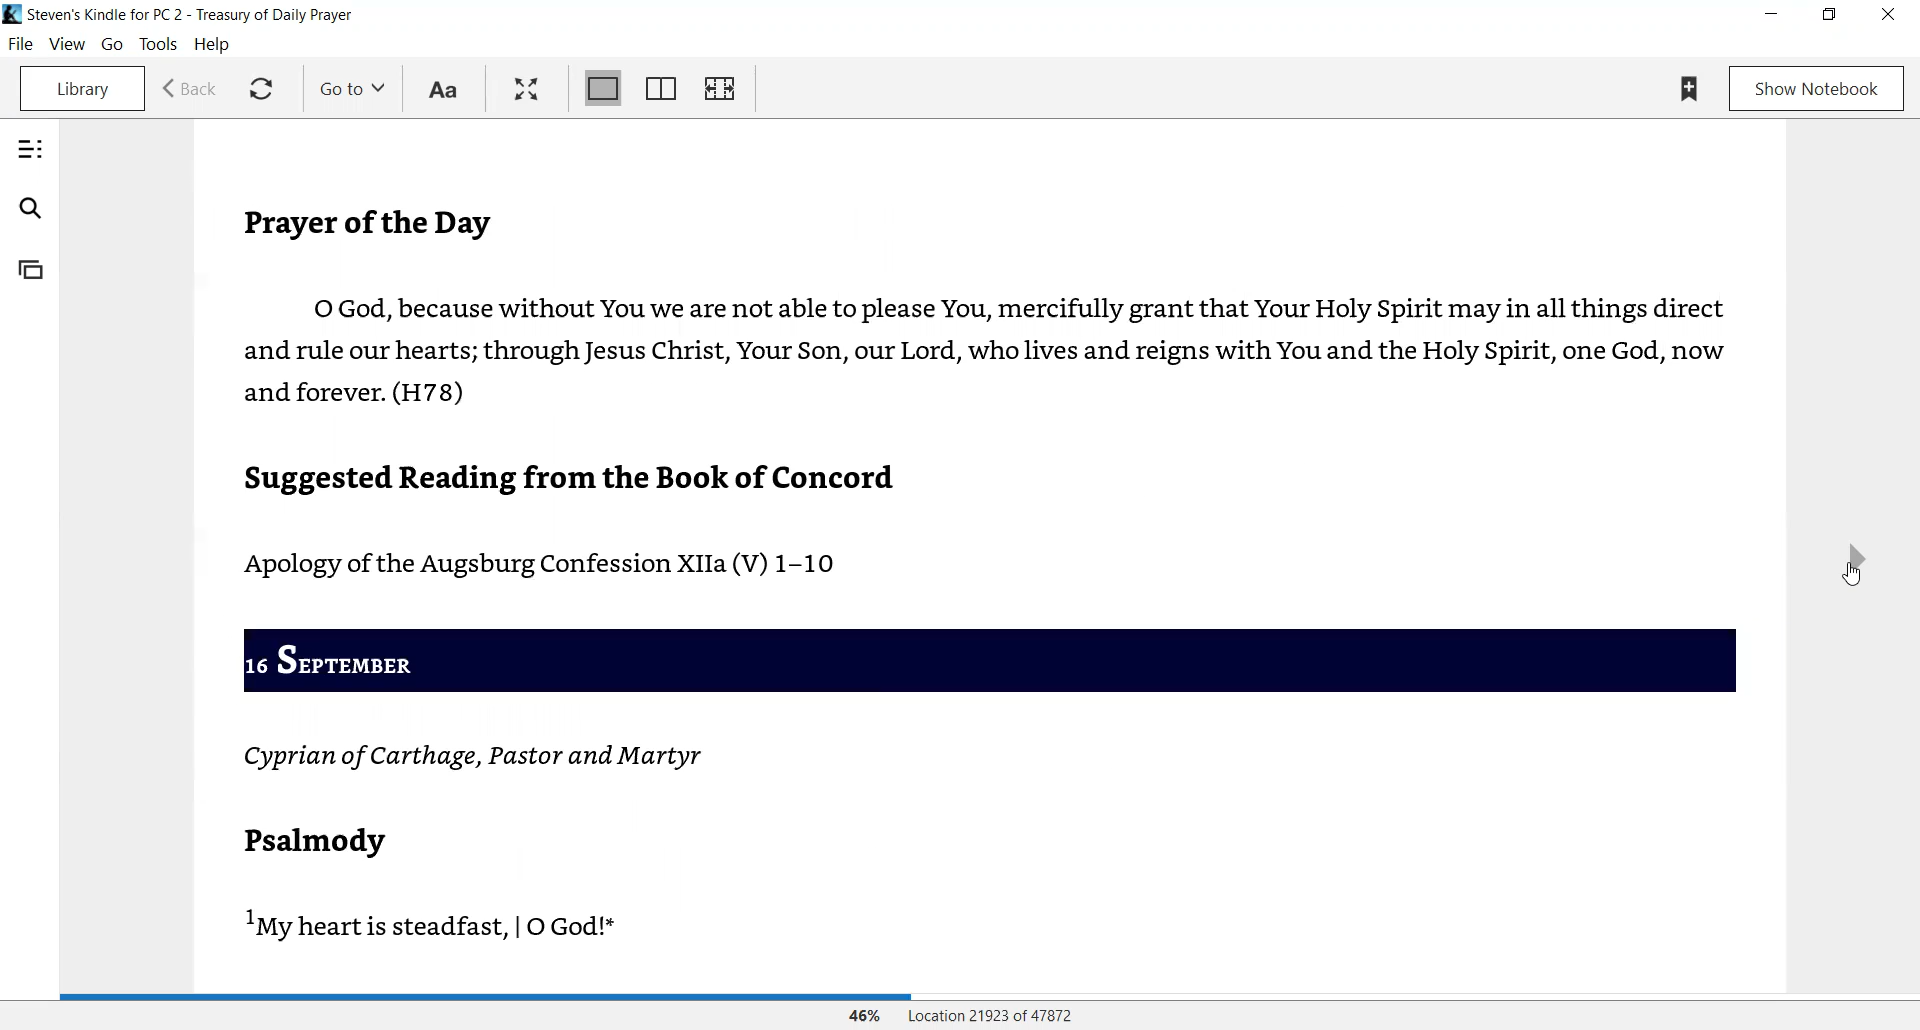 Steven's Kindle for PC 2 - Treasury of Daily Prayer
File View Go Tools Help
Library Back Go to Aa Show Notebook
Prayer of the Day
O God, because without You we are not able to please You, mercifully grant that Your Holy Spirit may in all things direct
and rule our hearts; through Jesus Christ, Your Son, our Lord, who lives and reigns with You and the Holy Spirit, one God, now
and forever. (H78)
Suggested Reading from the Book of Concord
Apology of the Augsburg Confession XIIa (V) 1–10
16 September
Cyprian of Carthage, Pastor and Martyr
Psalmody
1My heart is steadfast, | O God!*
46% Location 21923 of 47872